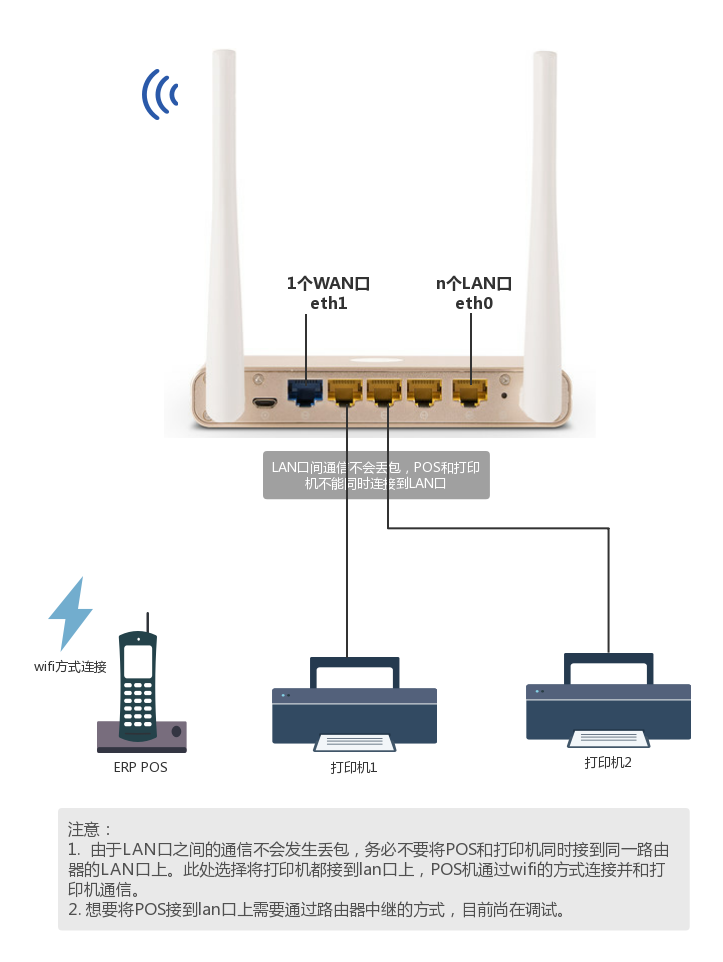 1个WAN口
eth1
n个LAN口
eth0
LAN口间通信不会丢包，POS和打印
机不能同时连接到LAN口
wifi方式连接
ERP POS
打印机1
打印机2
注意：
1. 由于LAN口之间的通信不会发生丢包，务必不要将POS和打印机同时接到同一路由
器的LAN口上。此处选择将打印机都接到lan口上，POS机通过wifi的方式连接并和打
印机通信。
2. 想要将POS接到lan口上需要通过路由器中继的方式，目前尚在调试。